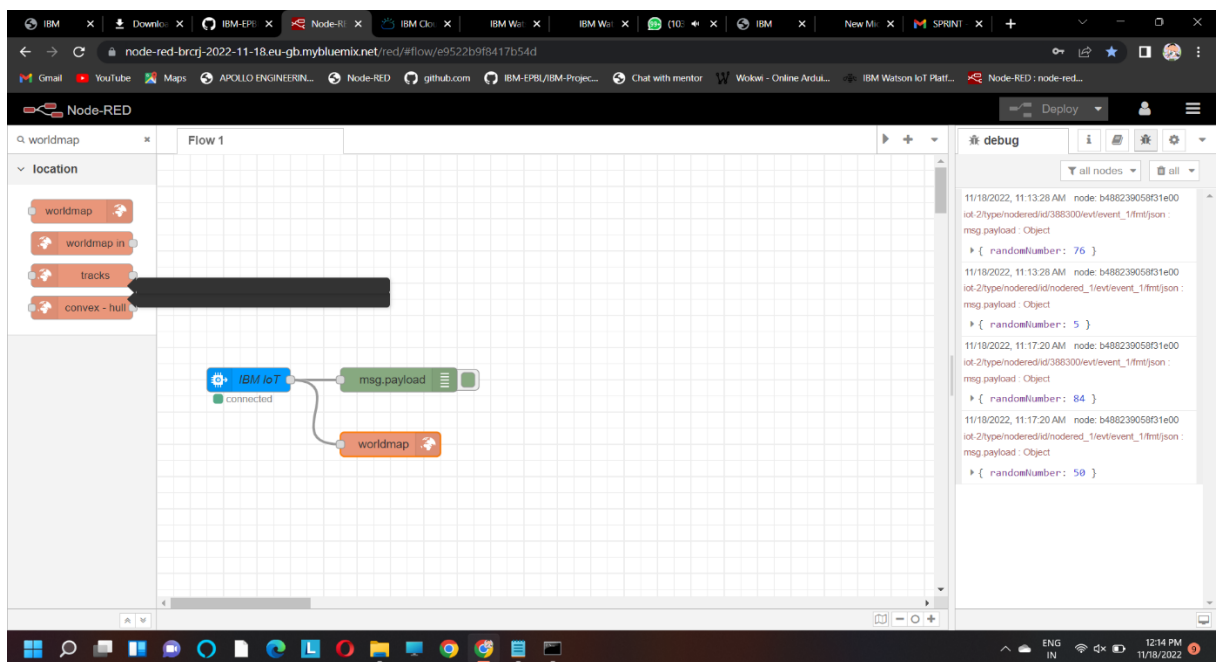 IBM
Downloa
IBM-EPB
Node-RE
IBM Clou
IBM Wat
IBM Wat
(103
IBM
New Mic
SPRINT
node-red-brcrj-2022-11-18.eu-gb.mybluemix.net/red/#flow/e9522b9f8417b54d
Gmail YouTube Maps APOLLO ENGINEERIN... Node-RED github.com IBM-EPBL/IBM-Projec... Chat with mentor Wokwi - Online Ardui... IBM Watson IoT Platf... Node-RED : node-red...
Node-RED
Deploy
worldmap
Flow 1
debug
all nodes
all
location
worldmap
worldmap in
tracks
convex - hull
IBM IoT
connected
msg.payload
worldmap
11/18/2022, 11:13:28 AM node: b488239058f31e00
iot-2/type/nodered/id/388300/evt/event_1/fmt/json :
msg.payload : Object
{ randomNumber: 76 }
11/18/2022, 11:13:28 AM node: b488239058f31e00
iot-2/type/nodered/id/nodered_1/evt/event_1/fmt/json :
msg.payload : Object
{ randomNumber: 5 }
11/18/2022, 11:17:20 AM node: b488239058f31e00
iot-2/type/nodered/id/388300/evt/event_1/fmt/json :
msg.payload : Object
{ randomNumber: 84 }
11/18/2022, 11:17:20 AM node: b488239058f31e00
iot-2/type/nodered/id/nodered_1/evt/event_1/fmt/json :
msg.payload : Object
{ randomNumber: 50 }
ENG
IN
12:14 PM
11/18/2022
9